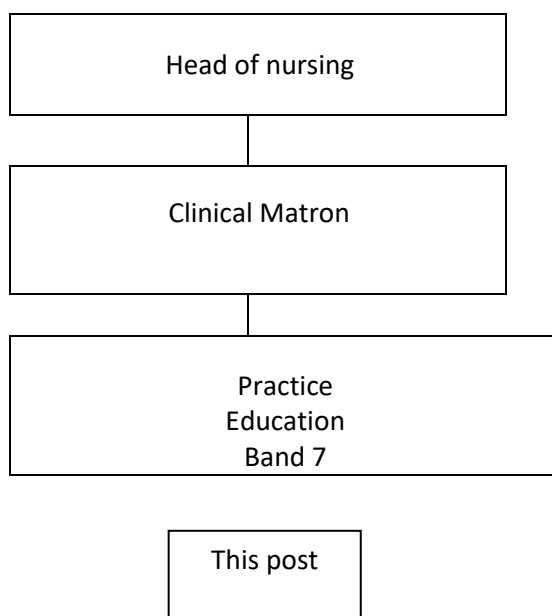 Head of nursing
Clinical Matron
Practice
Education
Band 7
This post